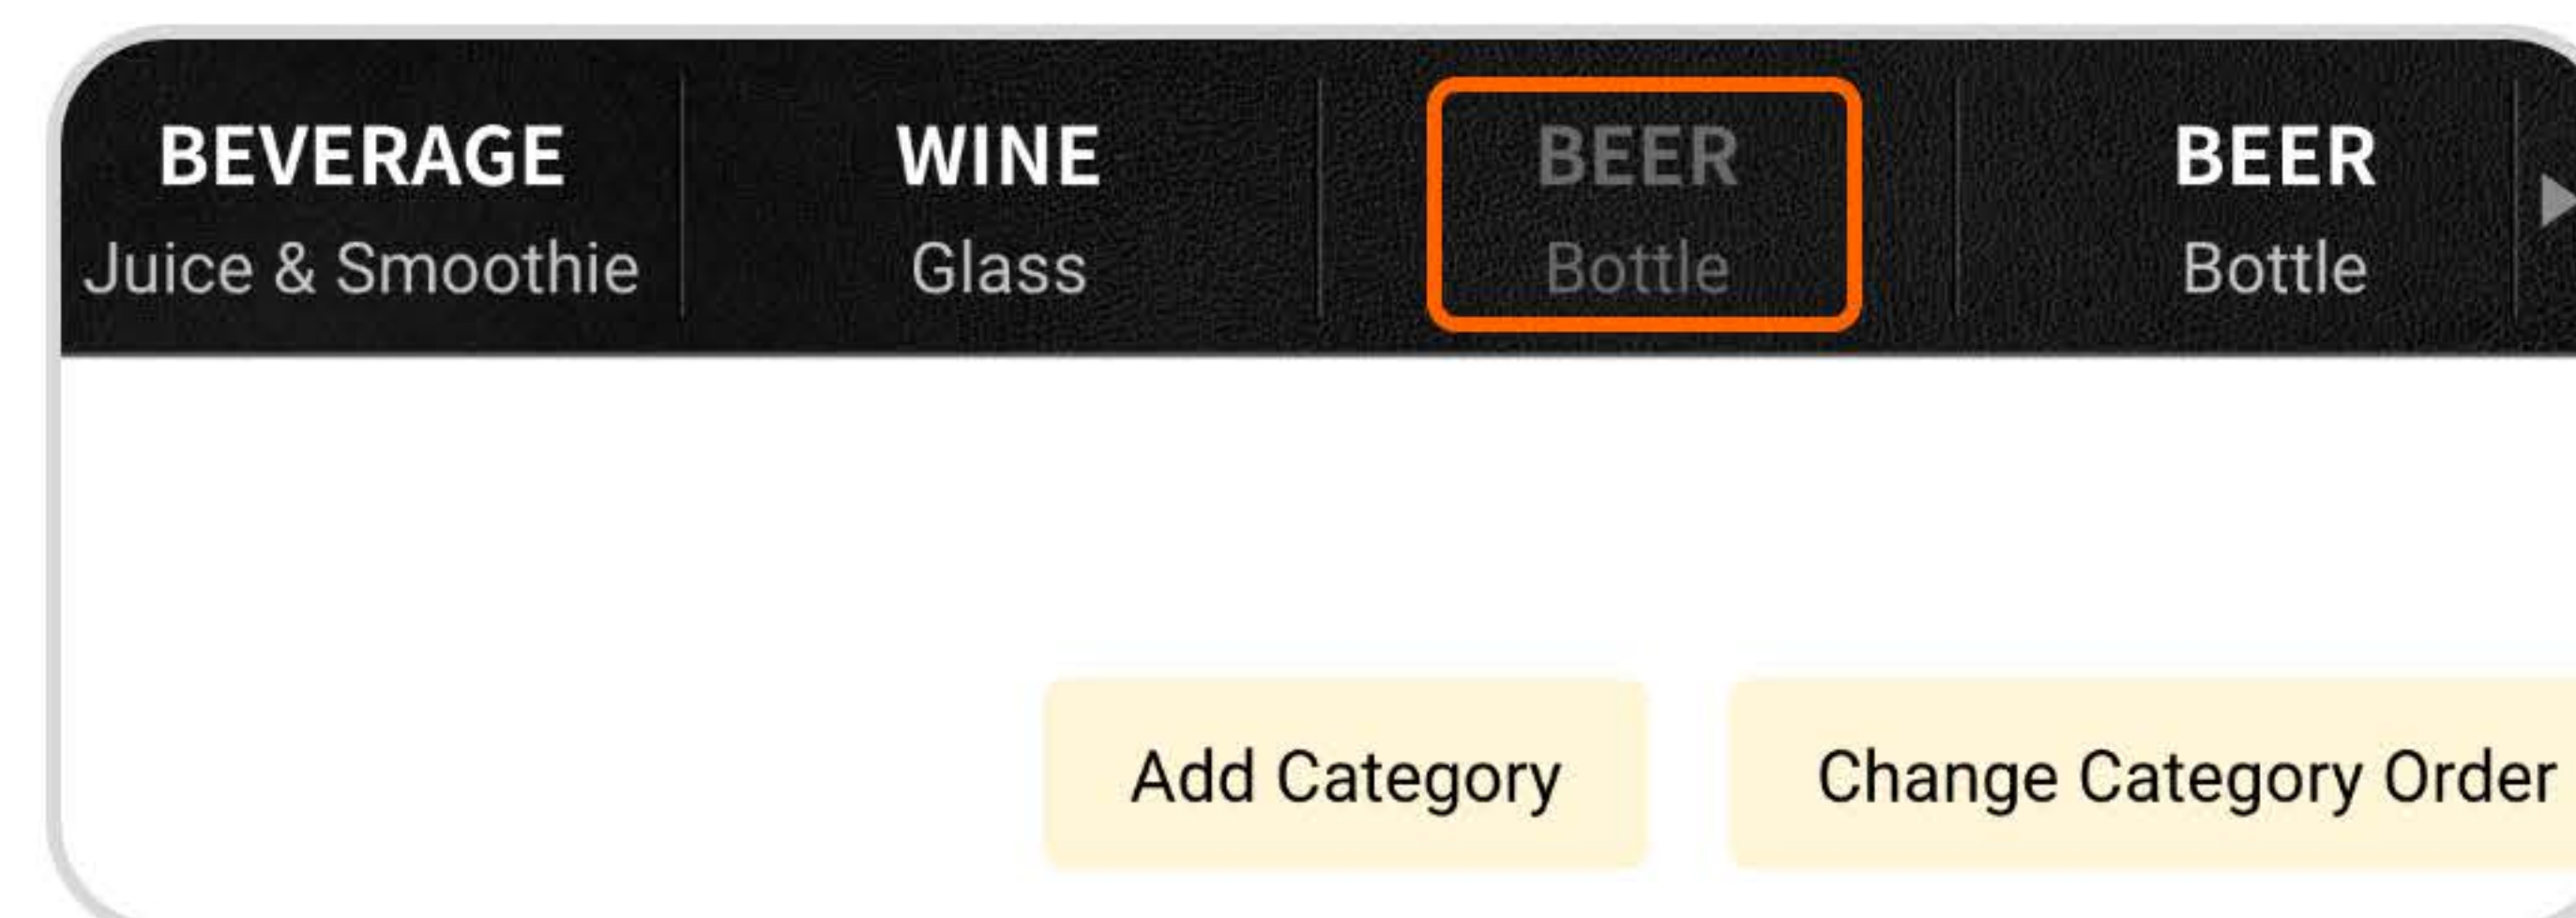 BEVERAGE
Juice & Smoothie
WINE
Glass
BEER
Bottle
BEER
Bottle
Add Category
Change Category Order